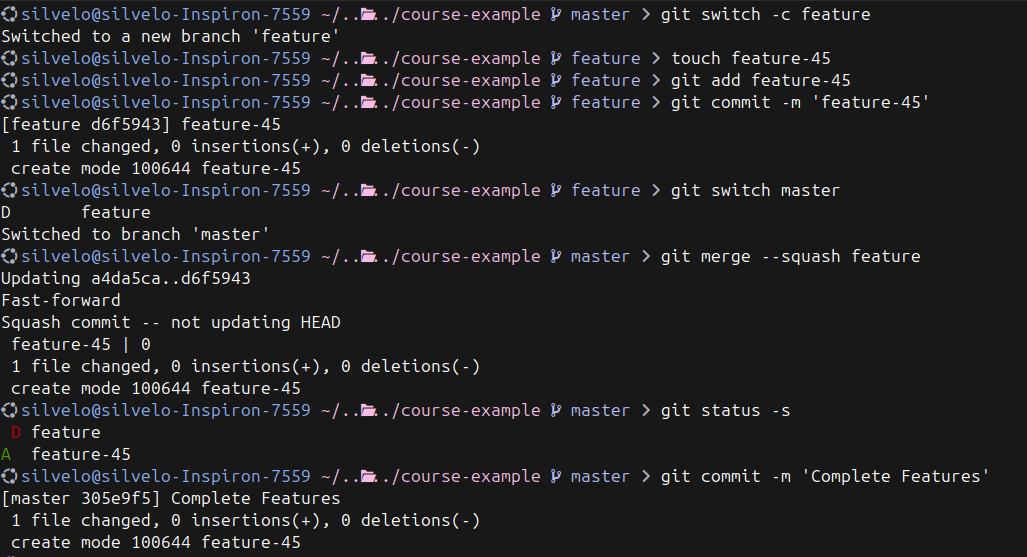 silvelo@silvelo-Inspiron-7559 ~/../course-example master > git switch -c feature
Switched to a new branch 'feature'
silvelo@silvelo-Inspiron-7559 ~/../course-example feature > touch feature-45
silvelo@silvelo-Inspiron-7559 ~/../course-example feature > git add feature-45
silvelo@silvelo-Inspiron-7559 ~/../course-example feature > git commit -m 'feature-45'
[feature d6f5943] feature-45
 1 file changed, 0 insertions(+), 0 deletions(-)
 create mode 100644 feature-45
silvelo@silvelo-Inspiron-7559 ~/../course-example feature > git switch master
D       feature
Switched to branch 'master'
silvelo@silvelo-Inspiron-7559 ~/../course-example master > git merge --squash feature
Updating a4da5ca..d6f5943
Fast-forward
Squash commit -- not updating HEAD
 feature-45 | 0
 1 file changed, 0 insertions(+), 0 deletions(-)
 create mode 100644 feature-45
silvelo@silvelo-Inspiron-7559 ~/../course-example master > git status -s
 D feature
A  feature-45
silvelo@silvelo-Inspiron-7559 ~/../course-example master > git commit -m 'Complete Features'
[master 305e9f5] Complete Features
 1 file changed, 0 insertions(+), 0 deletions(-)
 create mode 100644 feature-45